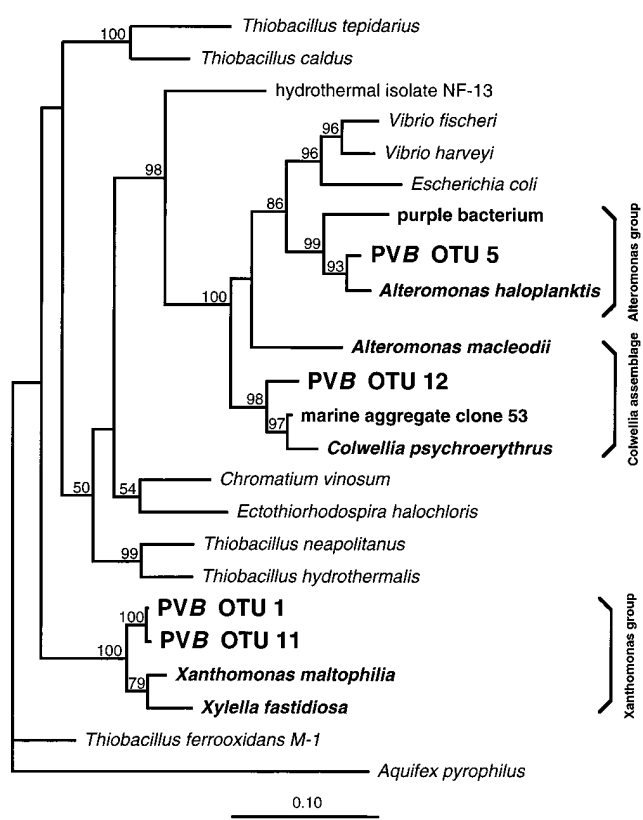 Thiobacillus tepidarius
100
Thiobacillus caldus
hydrothermal isolate NF-13
Vibrio fischeri
96
Vibrio harveyi
96
Escherichia coli
98
86
purple bacterium
99
PVB OTU 5
93
Alteromonas haloplanktis
Alteromonas group
100
Alteromonas macleodii
PVB OTU 12
98
marine aggregate clone 53
97
Colwellia psychroerythrus
Colwellia assemblage
Chromatium vinosum
50
54
Ectothiorhodospira halochloris
Thiobacillus neapolitanus
99
Thiobacillus hydrothermalis
PVB OTU 1
100
PVB OTU 11
100
Xanthomonas maltophilia
79
Xylella fastidiosa
Xanthomonas group
Thiobacillus ferrooxidans M-1
Aquifex pyrophilus
0.10